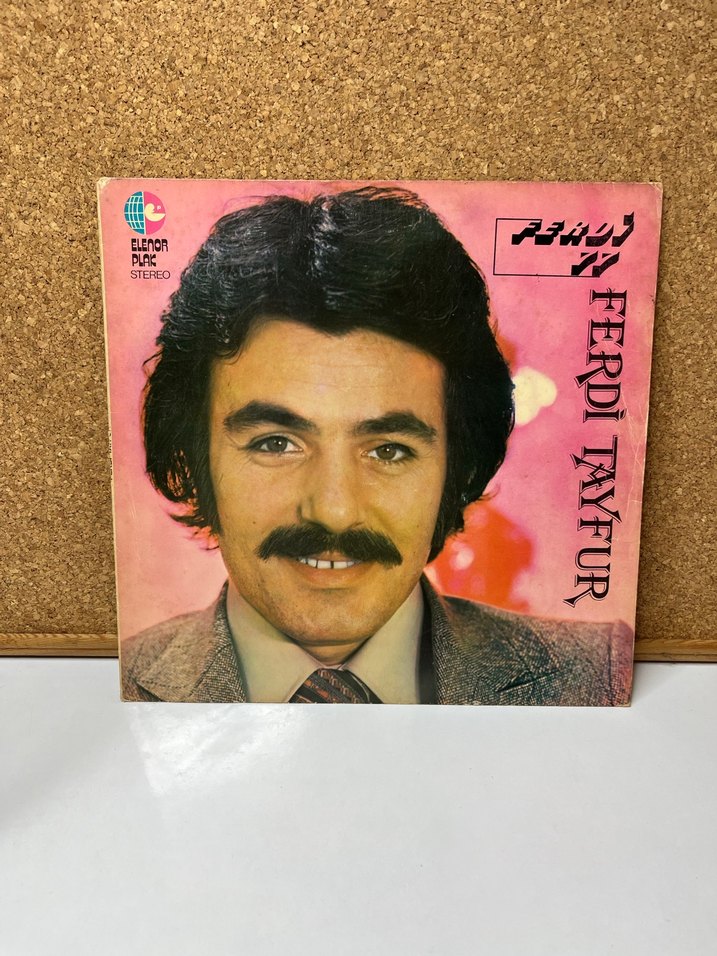 ELENOR
PLAK
STEREO
FERDİ
77
FERDİ TAYFUR